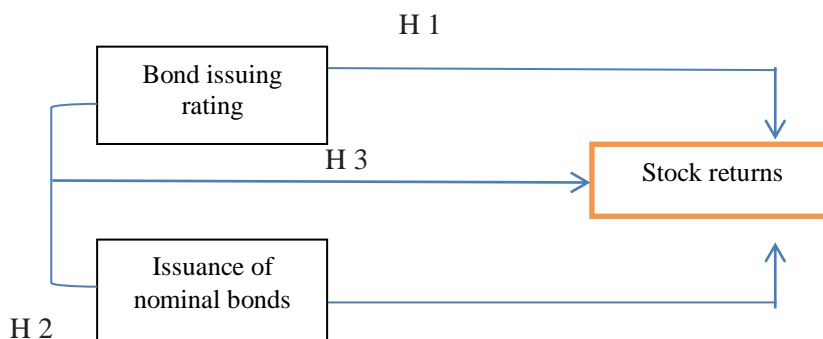 H 1
Bond issuing
rating
H 3
Stock returns
Issuance of
nominal bonds
H 2